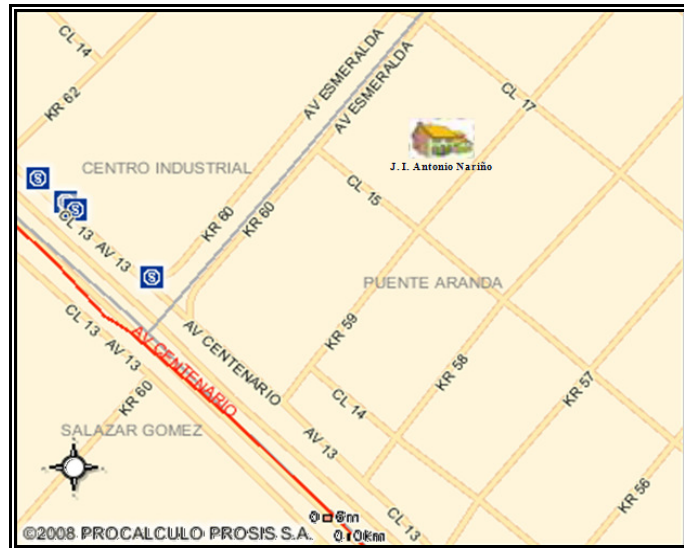 CL 14
AV ESMERALDA
AV ESMERALDA
KR 62
CL 17
CENTRO INDUSTRIAL
J. I. Antonio Nariño
CL 15
KR 60
KR 60
CL 13
AV 13
PUENTE ARANDA
CL 13
AV 13
AV CENTENARIO
AV CENTENARIO
KR 59
KR 58
KR 57
KR 60
CL 14
SALAZAR GOMEZ
AV 13
KR 56
CL 13
©2008 PROCALCULO PROSIS S.A.